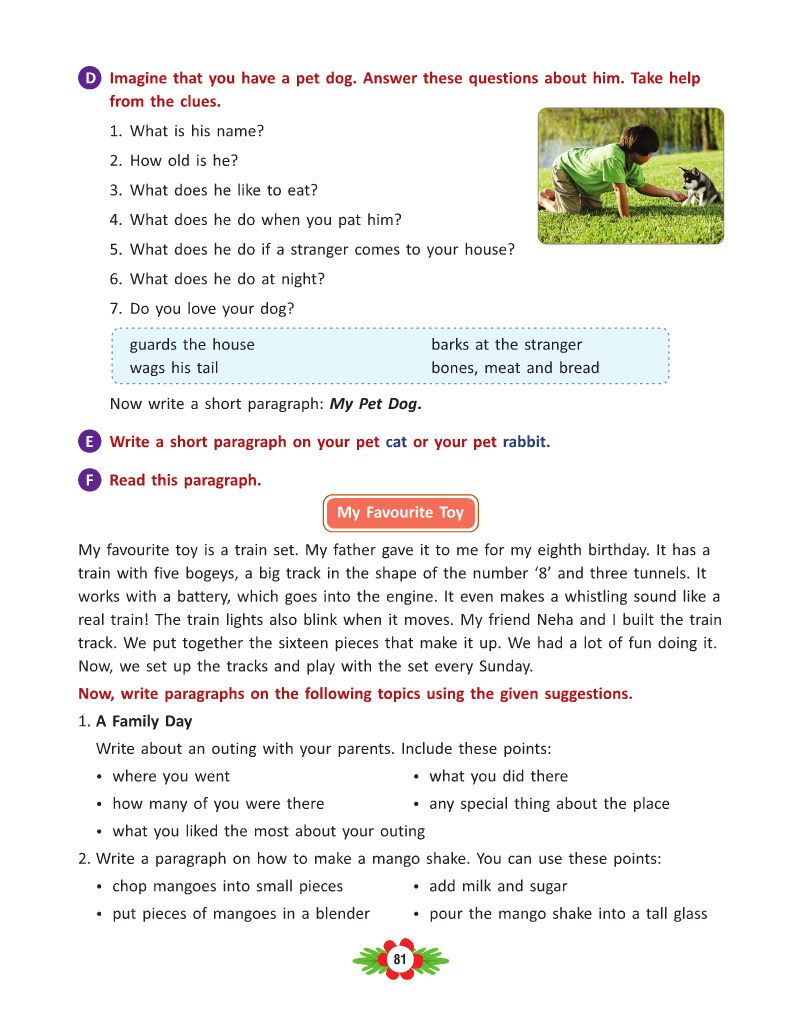 D Imagine that you have a pet dog. Answer these questions about him. Take help
from the clues.
1. What is his name?
2. How old is he?
3. What does he like to eat?
4. What does he do when you pat him?
5. What does he do if a stranger comes to your house?
6. What does he do at night?
7. Do you love your dog?
guards the house barks at the stranger
wags his tail bones, meat and bread
Now write a short paragraph: My Pet Dog.
E Write a short paragraph on your pet cat or your pet rabbit.
F Read this paragraph.
My Favourite Toy
My favourite toy is a train set. My father gave it to me for my eighth birthday. It has a
train with five bogeys, a big track in the shape of the number ‘8’ and three tunnels. It
works with a battery, which goes into the engine. It even makes a whistling sound like a
real train! The train lights also blink when it moves. My friend Neha and I built the train
track. We put together the sixteen pieces that make it up. We had a lot of fun doing it.
Now, we set up the tracks and play with the set every Sunday.
Now, write paragraphs on the following topics using the given suggestions.
1. A Family Day
Write about an outing with your parents. Include these points:
• where you went • what you did there
• how many of you were there • any special thing about the place
• what you liked the most about your outing
2. Write a paragraph on how to make a mango shake. You can use these points:
• chop mangoes into small pieces • add milk and sugar
• put pieces of mangoes in a blender • pour the mango shake into a tall glass
81